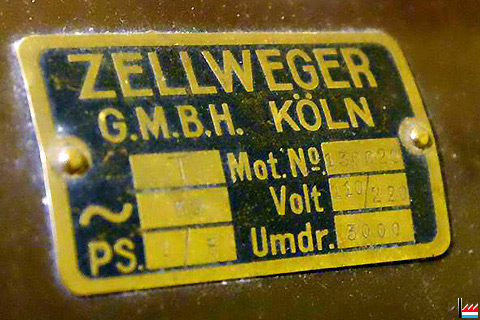 ZELLWEGER
G.M.B.H. KÖLN
Mot.No.
~ Volt 110/220
PS. Umdr. 3000